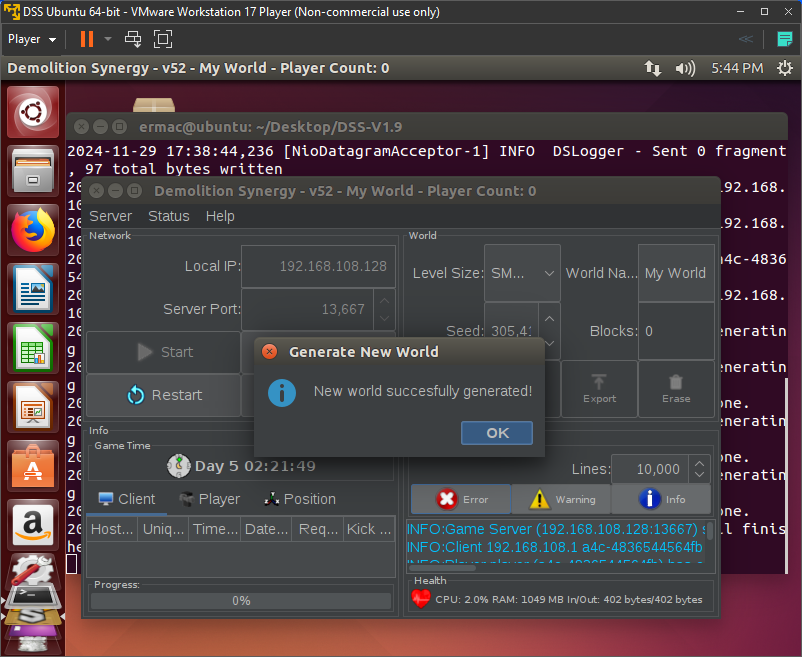 DSS Ubuntu 64-bit - VMware Workstation 17 Player (Non-commercial use only)
Player
Demolition Synergy - v52 - My World - Player Count: 0
5:44 PM
ermac@ubuntu: ~/Desktop/DSS-V1.9
2024-11-29 17:38:44,236 [NioDatagramAcceptor-1] INFO DSLogger - Sent 0 fragment
, 97 total bytes written
Demolition Synergy - v52 - My World - Player Count: 0
Server Status Help
Network
World
Local IP: 192.168.108.128
Level Size: SM... World Na... My World
Server Port: 13,667
Seed: 305,41 Blocks: 0
Start
Restart
Export
Erase
Generate New World
New world succesfully generated!
OK
Info
Game Time
Day 5 02:21:49
Lines: 10,000
Client Player Position
Error Warning Info
Host... Uniq... Time... Date... Req... Kick ...
INFO:Game Server (192.168.108.128:13667) s
INFO:Client 192.168.108.1 a4c-4836544564fb
Progress:
0%
Health
CPU: 2.0% RAM: 1049 MB In/Out: 402 bytes/402 bytes
192.168.
192.168.
a4c-4836
192.168.
eneratin
g
eneratin
g
one.
eneratin
g
one.
eneratin
g
one.
ll finis
he